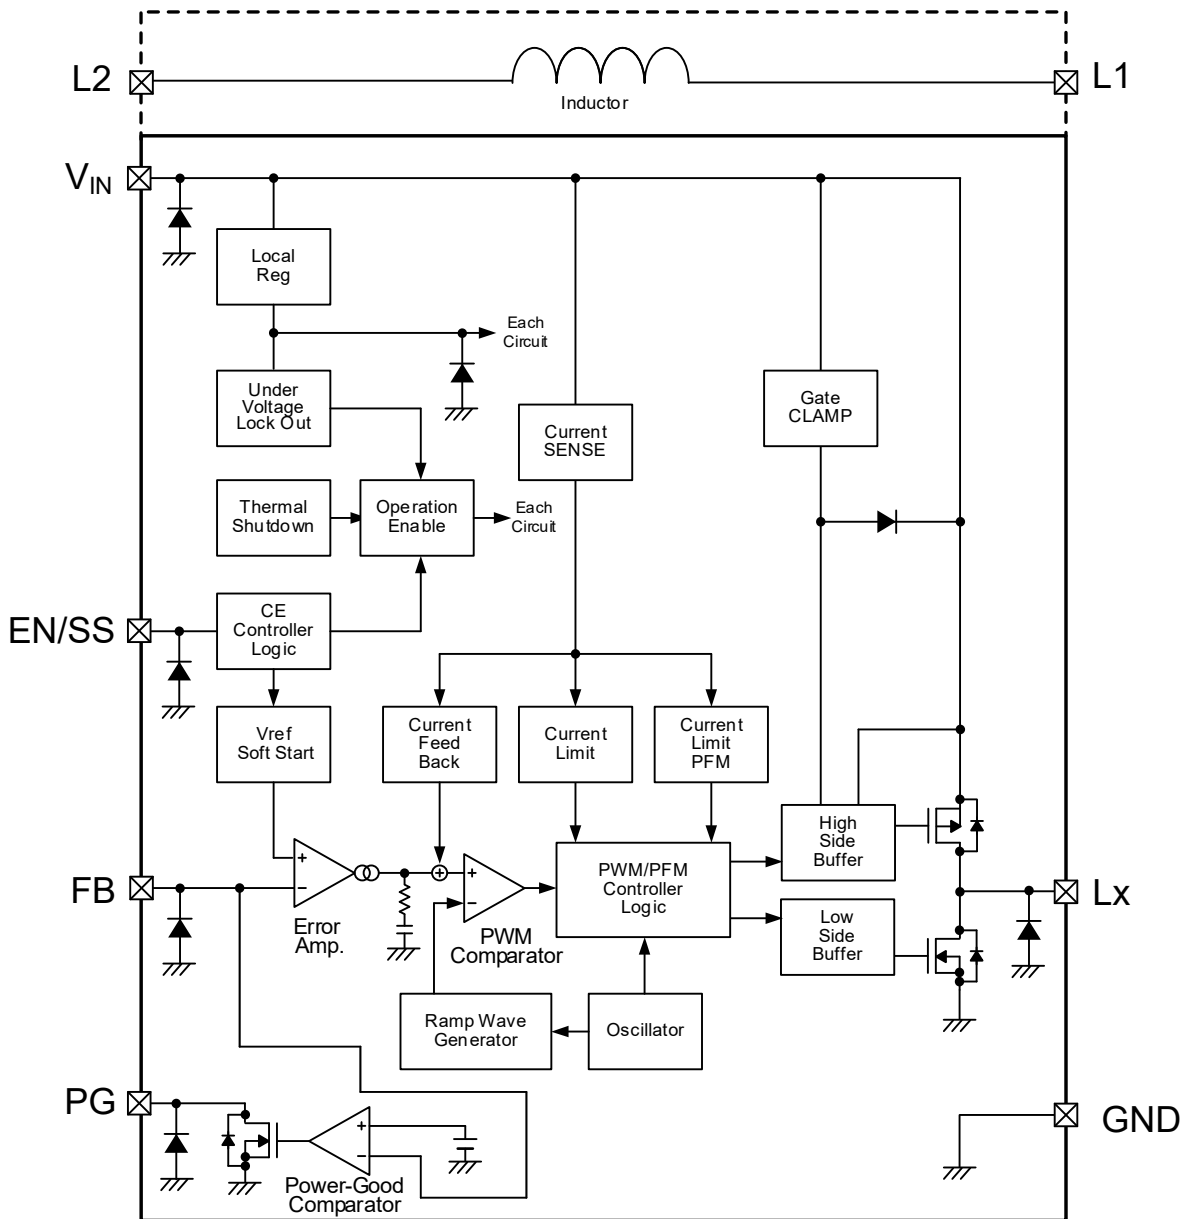 L2
L1
Inductor
VIN
Local
Reg
Each
Circuit
Under
Voltage
Lock Out
Gate
CLAMP
Current
SENSE
Thermal
Shutdown
Operation
Enable
Each
Circuit
EN/SS
CE
Controller
Logic
Vref
Soft Start
Current
Feed
Back
Current
Limit
Current
Limit
PFM
High
Side
Buffer
+
−
+
+
−
PWM/PFM
Controller
Logic
FB
Lx
Error
Amp.
PWM
Comparator
Low
Side
Buffer
Ramp Wave
Generator
Oscillator
PG
GND
+
−
Power-Good
Comparator